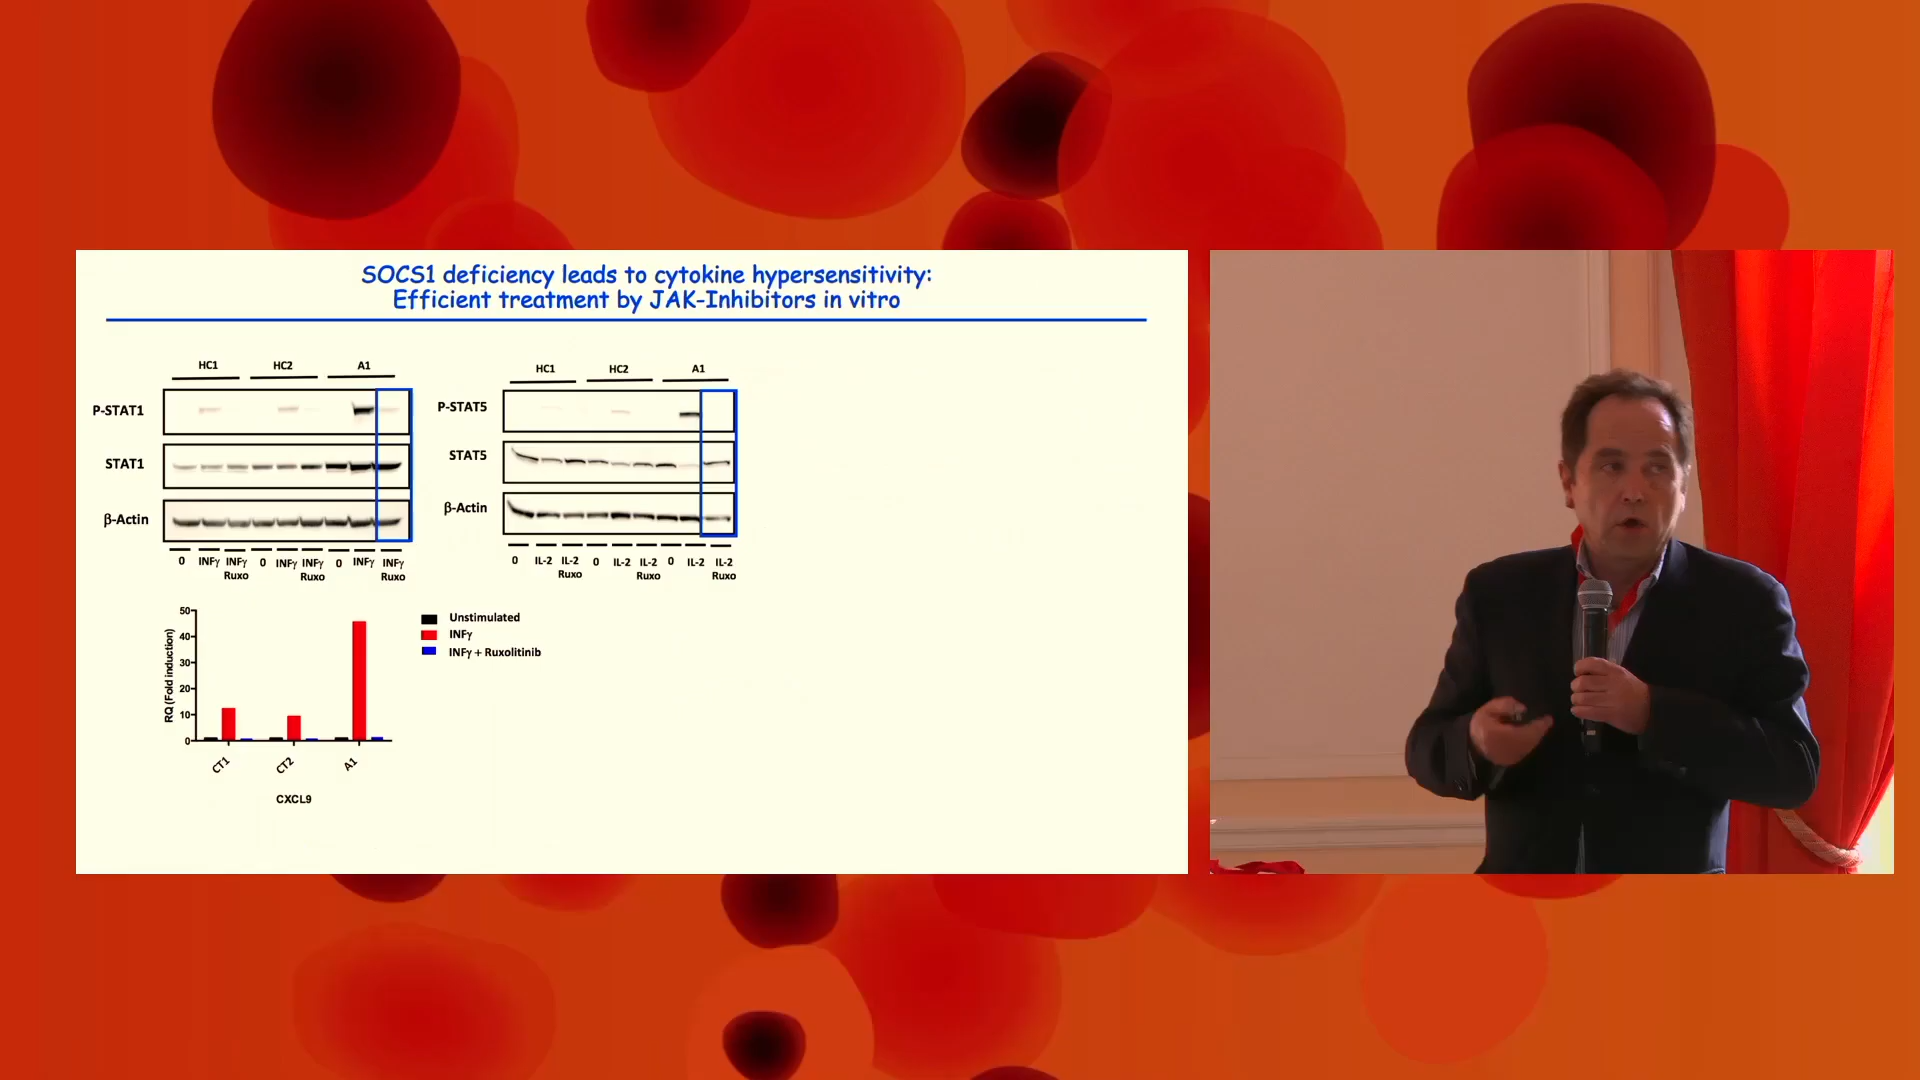 SOCS1 deficiency leads to cytokine hypersensitivity:
Efficient treatment by JAK-Inhibitors in vitro
HC1 HC2 A1
P-STAT1
STAT1
β-Actin
0 INFγ INFγ 0 INFγ INFγ 0 INFγ INFγ
Ruxo Ruxo Ruxo
HC1 HC2 A1
P-STAT5
STAT5
β-Actin
0 IL-2 IL-2 0 IL-2 IL-2 0 IL-2 IL-2
Ruxo Ruxo Ruxo
RQ (Fold induction)
50
40
30
20
10
0
CT1 CT2 A1
CXCL9
Unstimulated
INFγ
INFγ + Ruxolitinib